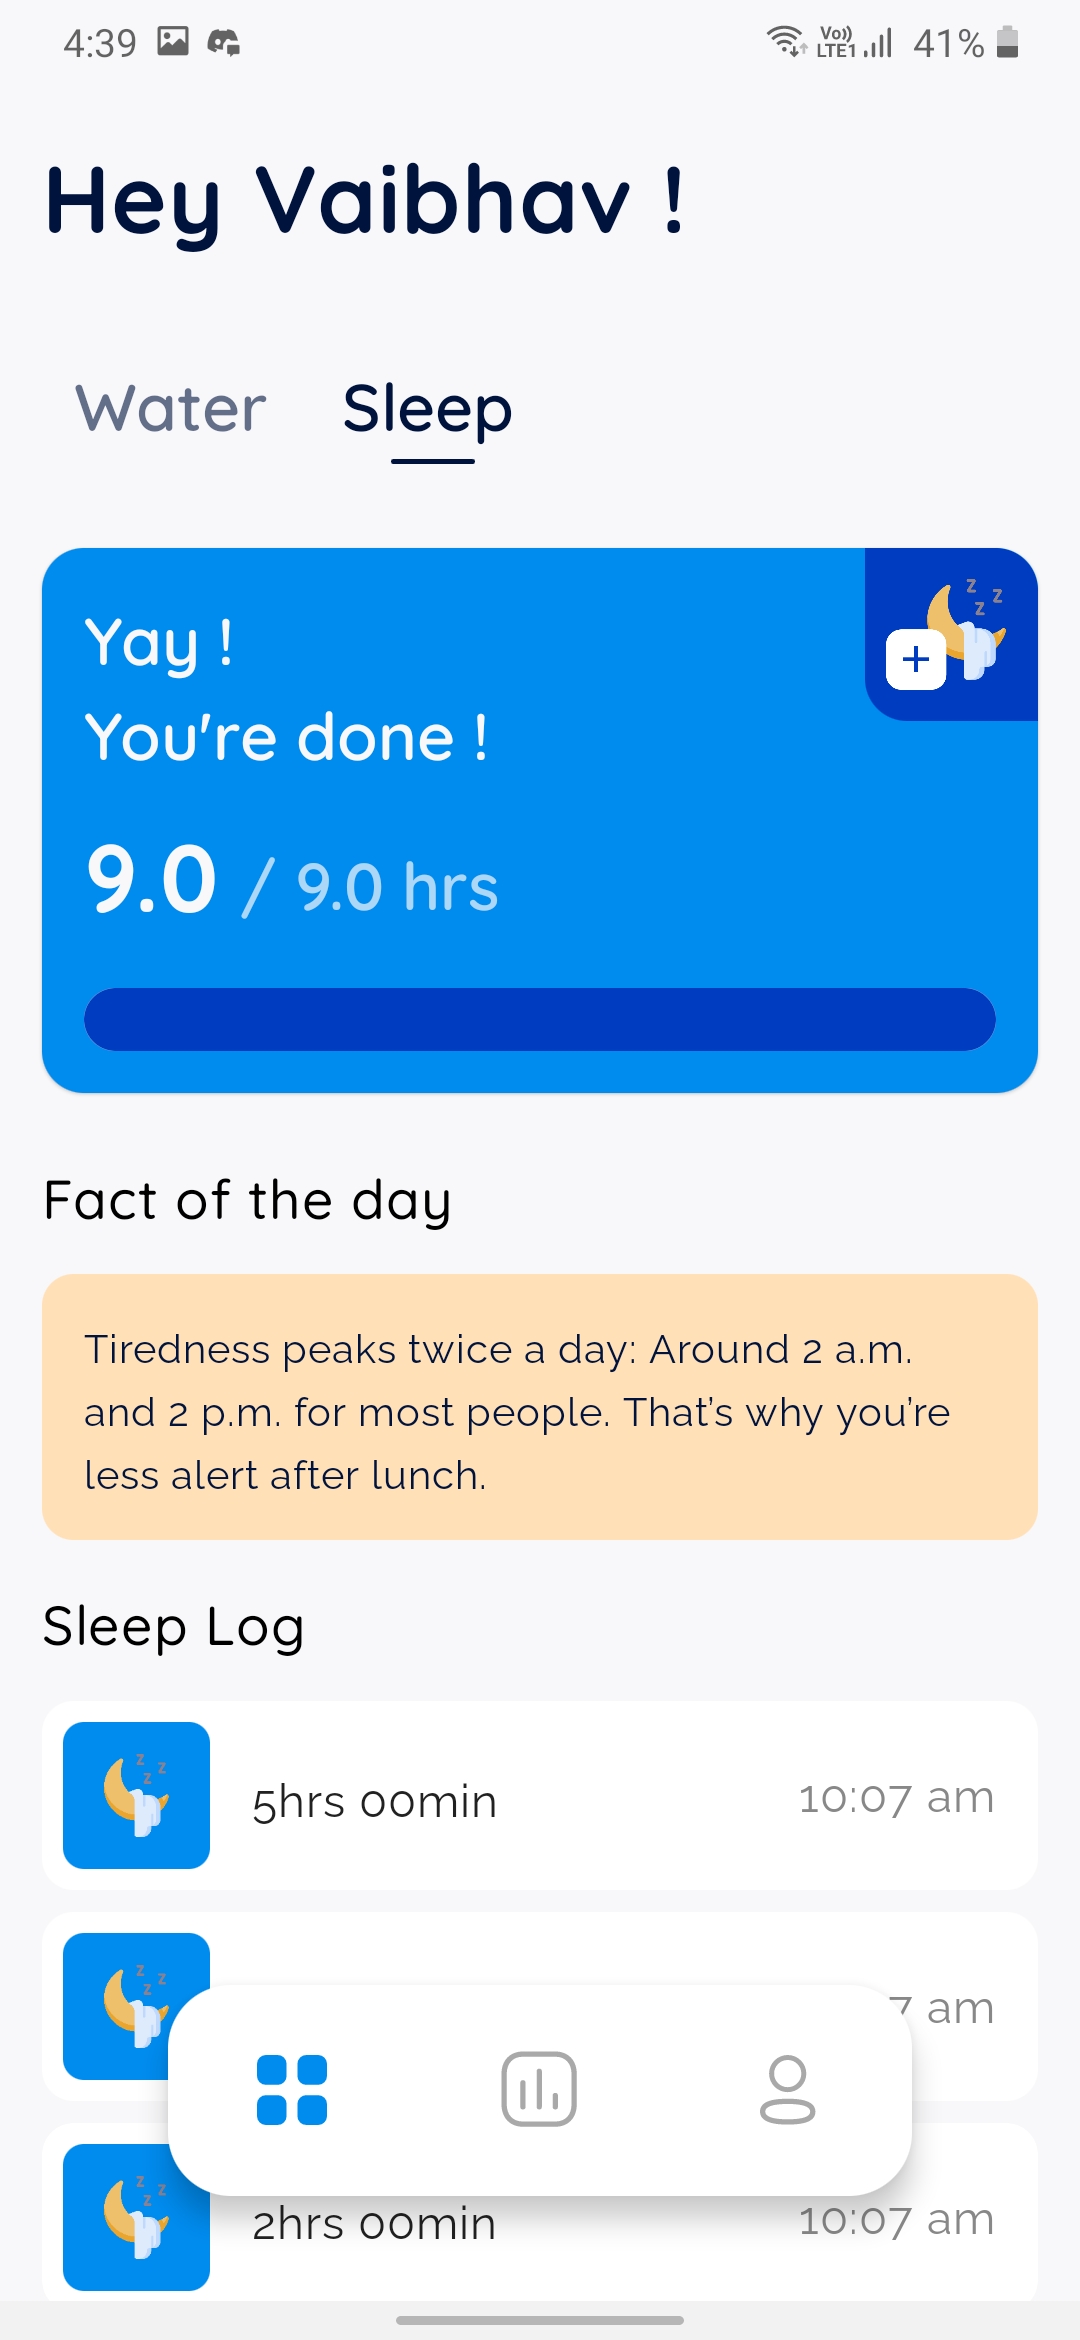 4:39
Vo)) LTE1 41%
Hey Vaibhav !
Water Sleep
Yay !
You're done !
9.0 / 9.0 hrs
Fact of the day
Tiredness peaks twice a day: Around 2 a.m.
and 2 p.m. for most people. That’s why you’re
less alert after lunch.
Sleep Log
5hrs 00min 10:07 am
7 am
2hrs 00min 10:07 am